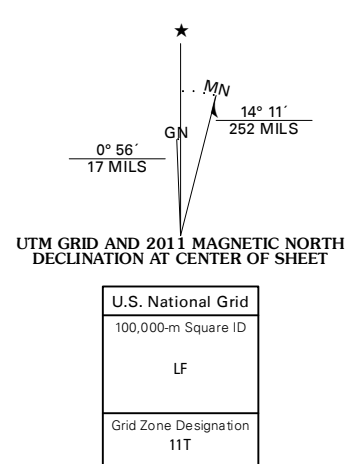 ★
MN
GN
14° 11´
252 MILS
0° 56´
17 MILS
UTM GRID AND 2011 MAGNETIC NORTH
DECLINATION AT CENTER OF SHEET
U.S. National Grid
100,000-m Square ID
LF
Grid Zone Designation
11T